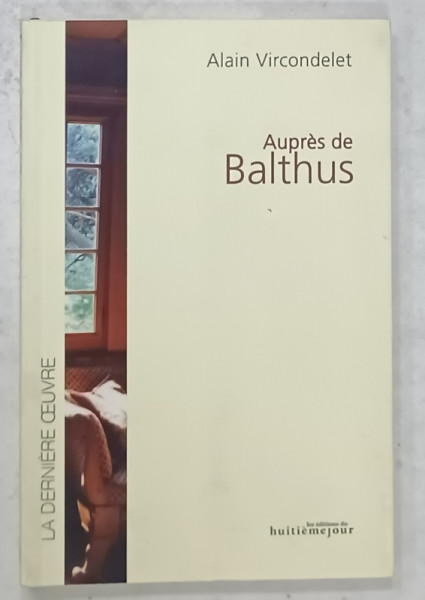 Alain Vircondelet
Auprès de
Balthus
LA DERNIÈRE ŒUVRE
les éditions du
huitièmejour